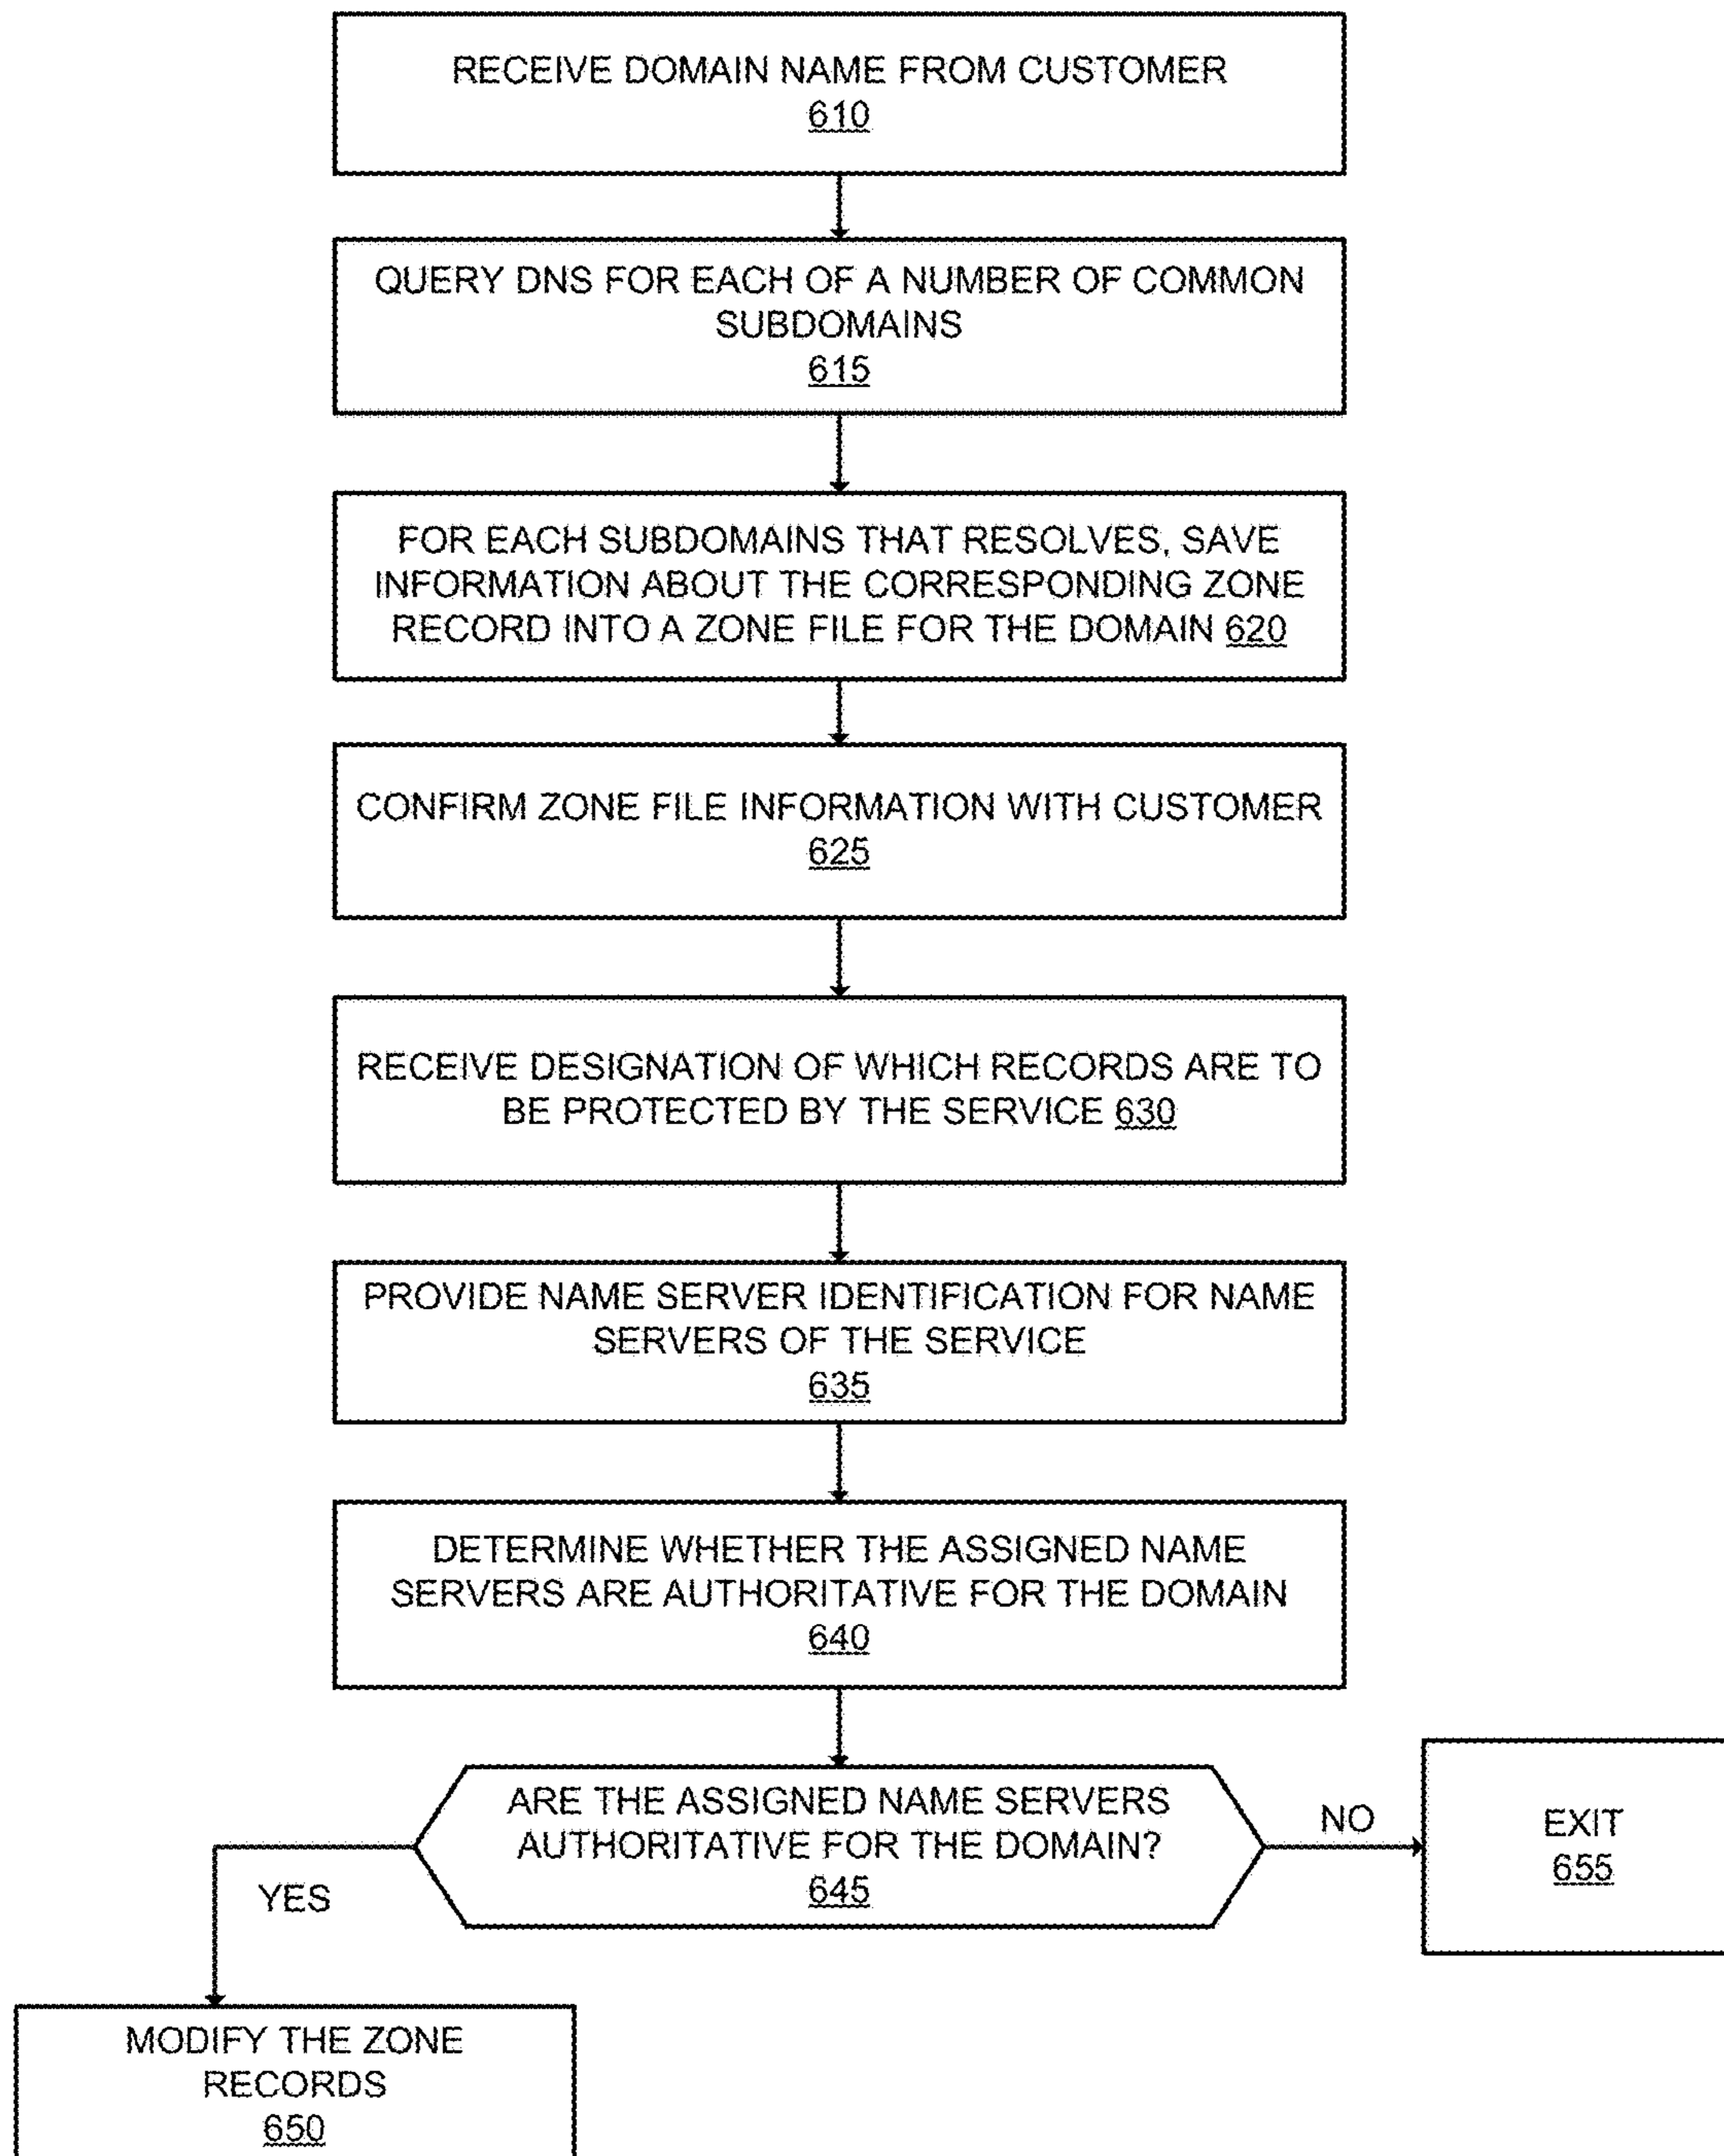 RECEIVE DOMAIN NAME FROM CUSTOMER
610
QUERY DNS FOR EACH OF A NUMBER OF COMMON
SUBDOMAINS
615
FOR EACH SUBDOMAINS THAT RESOLVES, SAVE
INFORMATION ABOUT THE CORRESPONDING ZONE
RECORD INTO A ZONE FILE FOR THE DOMAIN 620
CONFIRM ZONE FILE INFORMATION WITH CUSTOMER
625
RECEIVE DESIGNATION OF WHICH RECORDS ARE TO
BE PROTECTED BY THE SERVICE 630
PROVIDE NAME SERVER IDENTIFICATION FOR NAME
SERVERS OF THE SERVICE
635
DETERMINE WHETHER THE ASSIGNED NAME
SERVERS ARE AUTHORITATIVE FOR THE DOMAIN
640
ARE THE ASSIGNED NAME SERVERS
AUTHORITATIVE FOR THE DOMAIN?
645
NO
EXIT
655
YES
MODIFY THE ZONE
RECORDS
650